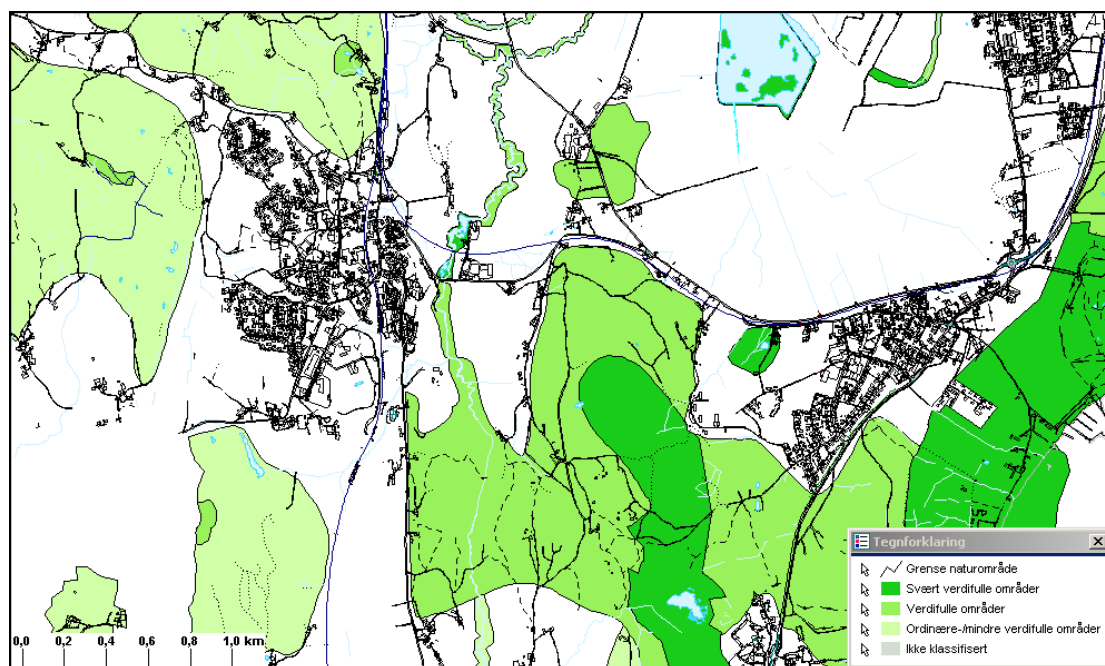 Tegnforklaring
Grense naturområde
Svært verdifulle områder
Verdifulle områder
Ordinære-/mindre verdifulle områder
Ikke klassifisert
0,0 0,2 0,4 0,6 0,8 1,0 km